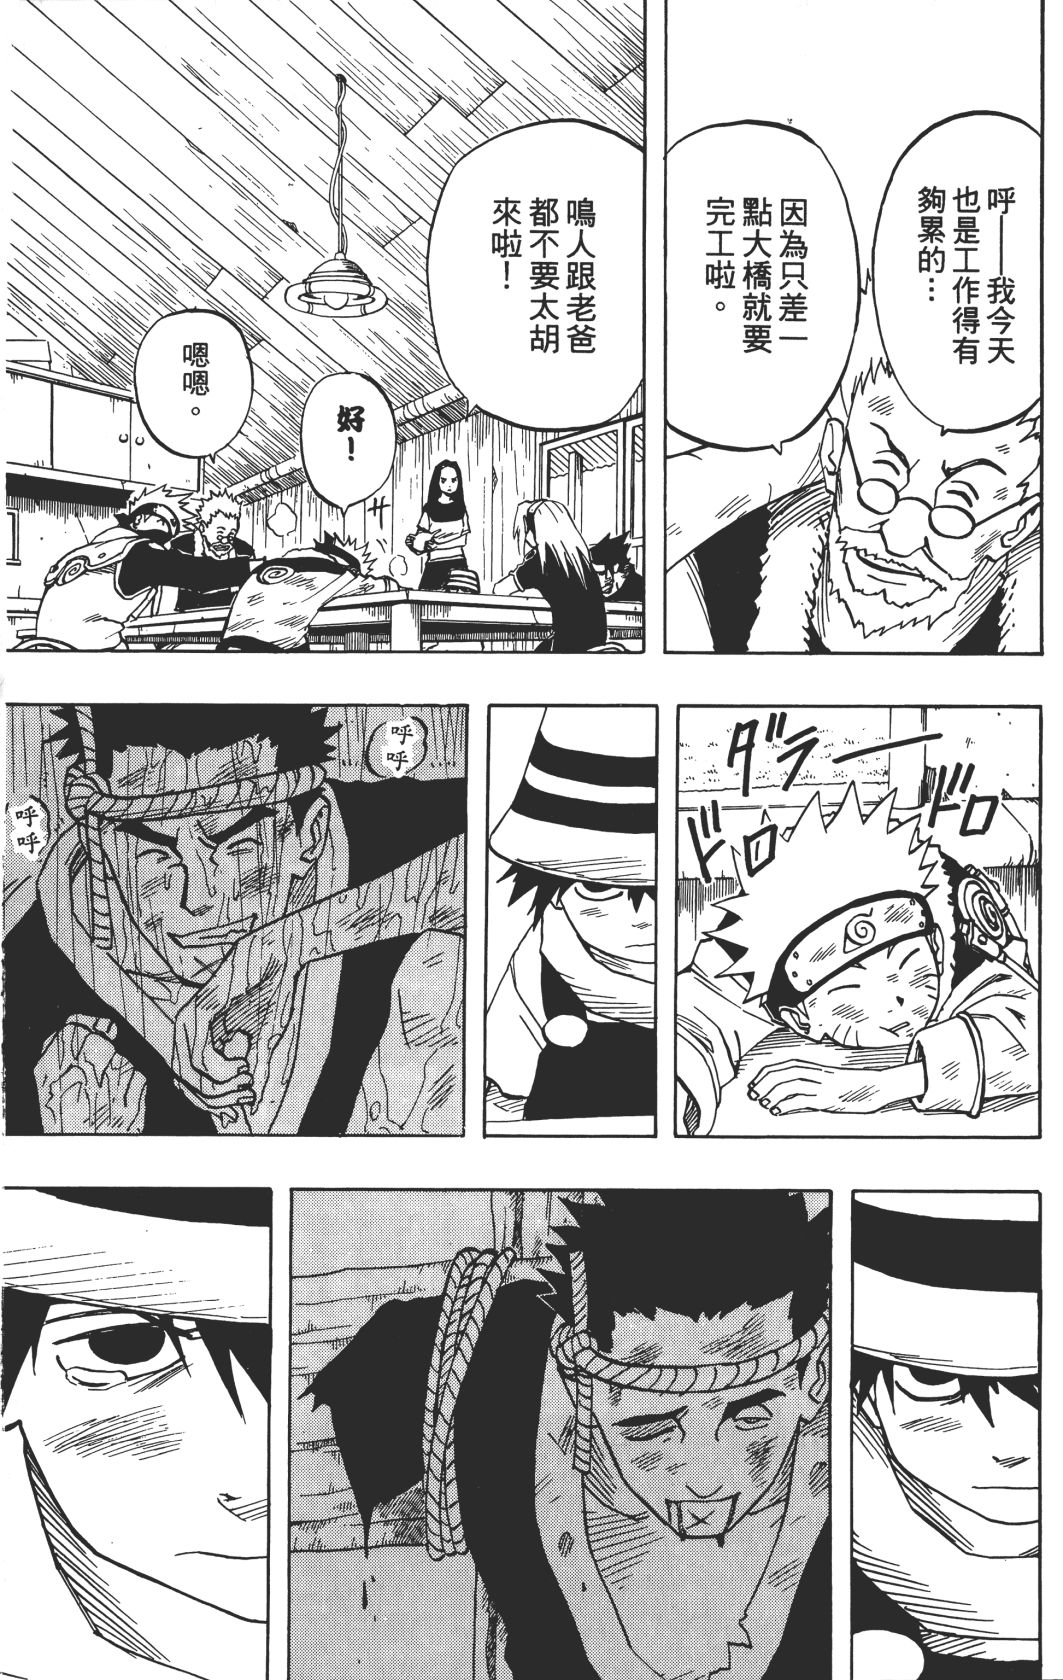 呼──我今天
也是工作得有
夠累的…
因為只差一
點大橋就要
完工啦。
鳴人跟老爸
都不要太胡
來啦！
好！
嗯嗯。
ダラー
ドロ
ドロ
呼
呼
呼
呼